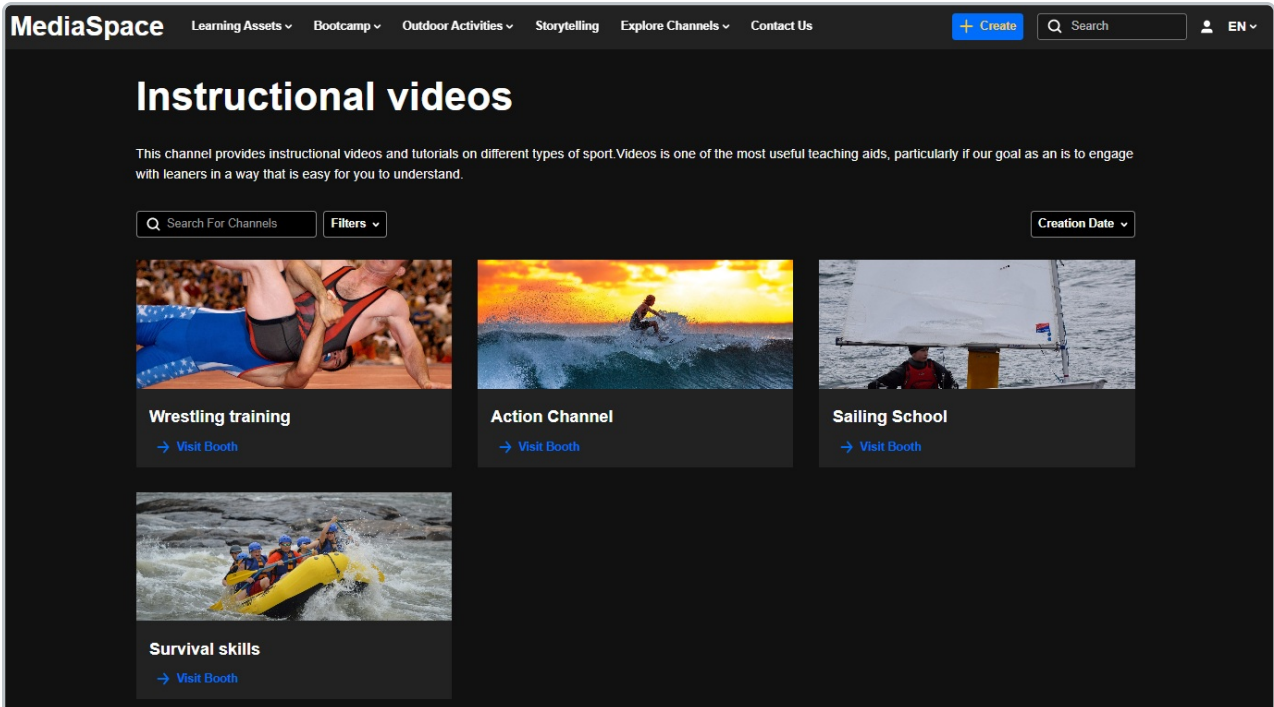 MediaSpace Learning Assets Bootcamp Outdoor Activities Storytelling Explore Channels Contact Us + Create Search EN
Instructional videos
This channel provides instructional videos and tutorials on different types of sport.Videos is one of the most useful teaching aids, particularly if our goal as an is to engage
with leaners in a way that is easy for you to understand.
Search For Channels Filters Creation Date
Wrestling training Action Channel Sailing School
→ Visit Booth → Visit Booth → Visit Booth
Survival skills
→ Visit Booth